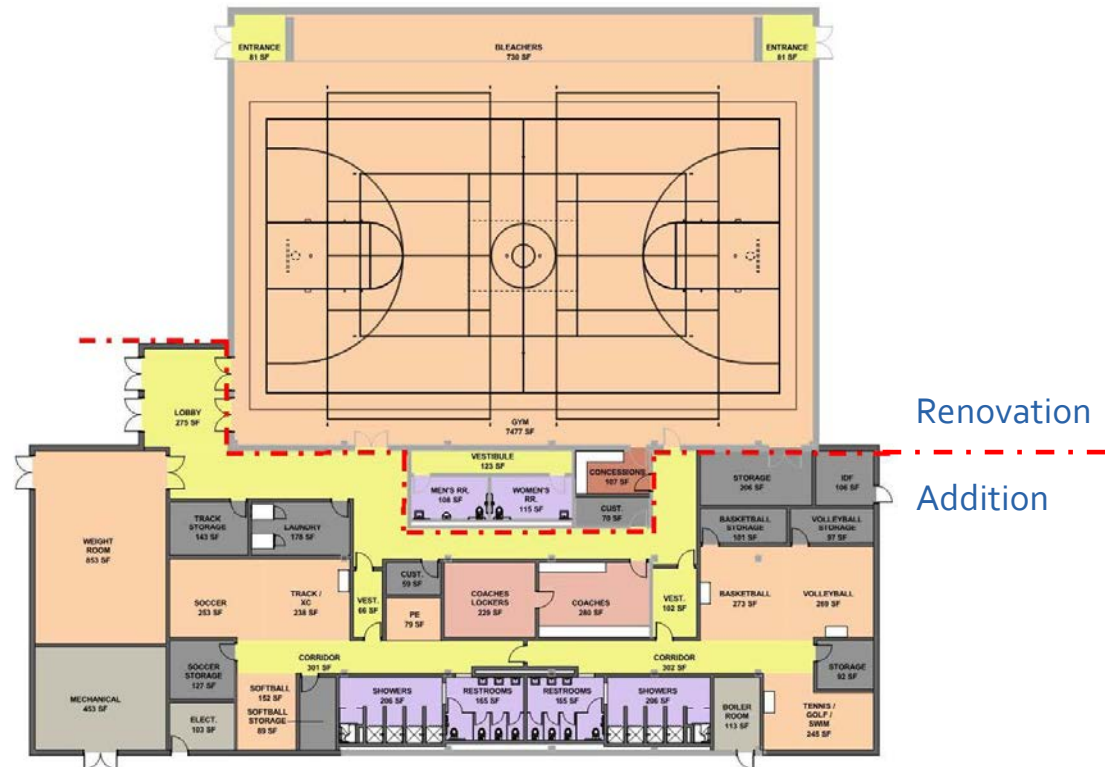 ENTRANCE
81 SF
BLEACHERS
730 SF
ENTRANCE
81 SF
GYM
7477 SF
LOBBY
275 SF
Renovation
Addition
VESTIBULE
123 SF
CONCESSIONS
107 SF
MEN'S RR.
108 SF
WOMEN'S
RR.
115 SF
CUST.
70 SF
STORAGE
206 SF
IDF
106 SF
WEIGHT
ROOM
853 SF
TRACK
STORAGE
143 SF
LAUNDRY
178 SF
BASKETBALL
STORAGE
101 SF
VOLLEYBALL
STORAGE
97 SF
SOCCER
253 SF
TRACK /
XC
238 SF
VEST.
66 SF
CUST.
59 SF
PE
79 SF
COACHES
LOCKERS
229 SF
COACHES
280 SF
VEST.
102 SF
BASKETBALL
273 SF
VOLLEYBALL
269 SF
CORRIDOR
301 SF
CORRIDOR
302 SF
SOCCER
STORAGE
127 SF
STORAGE
92 SF
MECHANICAL
453 SF
SOFTBALL
152 SF
SOFTBALL
STORAGE
89 SF
ELECT.
103 SF
SHOWERS
206 SF
RESTROOMS
165 SF
RESTROOMS
165 SF
SHOWERS
206 SF
BOILER
ROOM
113 SF
TENNIS /
GOLF /
SWIM
245 SF